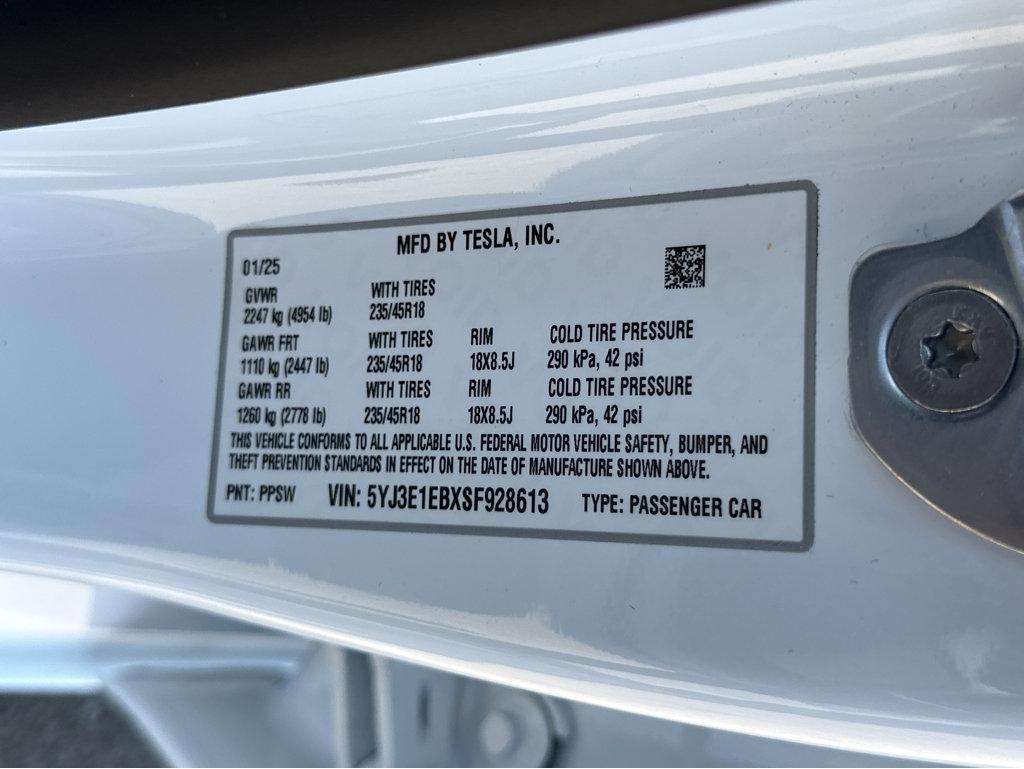 MFD BY TESLA, INC.
01/25
GVWR WITH TIRES
2247 kg (4954 lb) 235/45R18
GAWR FRT WITH TIRES RIM COLD TIRE PRESSURE
1110 kg (2447 lb) 235/45R18 18X8.5J 290 kPa, 42 psi
GAWR RR WITH TIRES RIM COLD TIRE PRESSURE
1260 kg (2778 lb) 235/45R18 18X8.5J 290 kPa, 42 psi
THIS VEHICLE CONFORMS TO ALL APPLICABLE U.S. FEDERAL MOTOR VEHICLE SAFETY, BUMPER, AND
THEFT PREVENTION STANDARDS IN EFFECT ON THE DATE OF MANUFACTURE SHOWN ABOVE.
PNT: PPSW VIN: 5YJ3E1EBXSF928613 TYPE: PASSENGER CAR